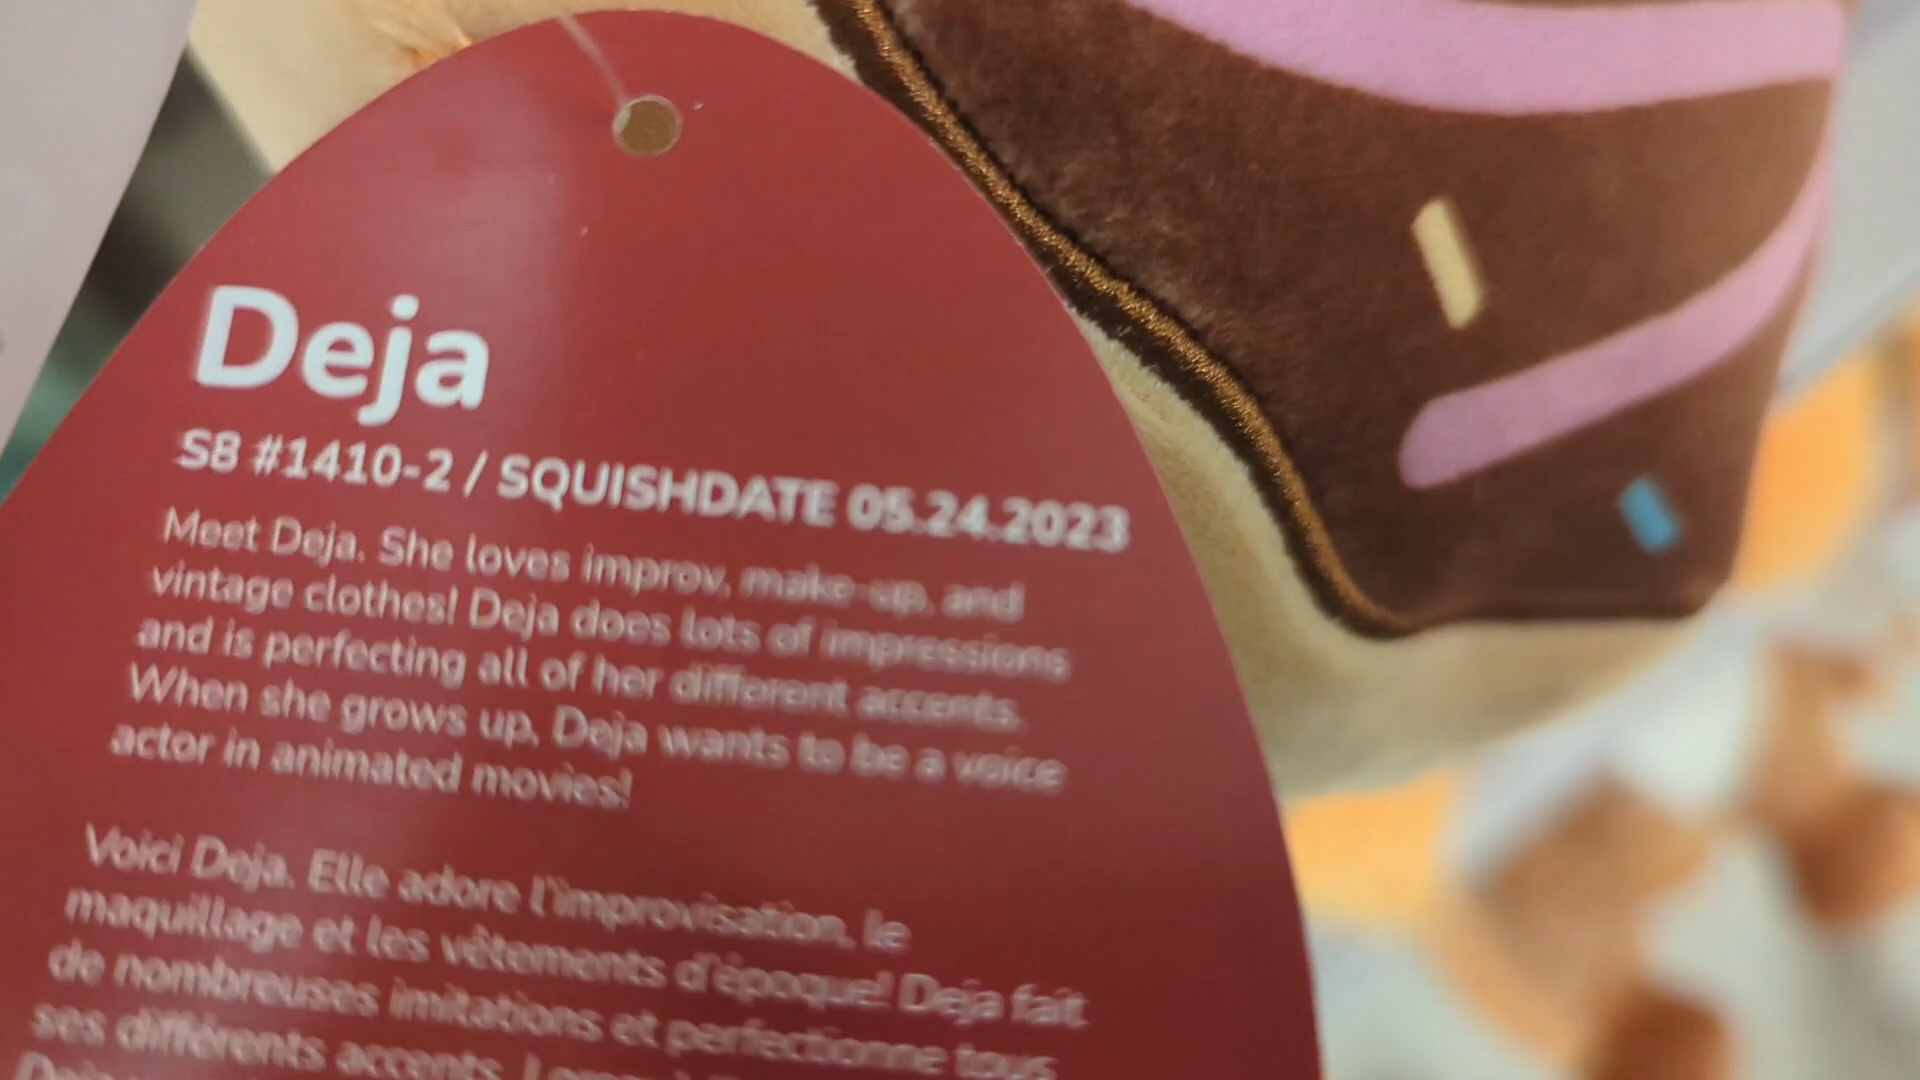 Deja
SB #1410-2 / SQUISHDATE 05.24.2023
Meet Deja. She loves improv, make-up, and
vintage clothes! Deja does lots of impressions
and is perfecting all of her different accents.
When she grows up, Deja wants to be a voice
actor in animated movies!
Voici Deja. Elle adore l'improvisation, le
maquillage et les vêtements d'époque! Deja fait
de nombreuses imitations et perfectionne tous
ses différents accents.